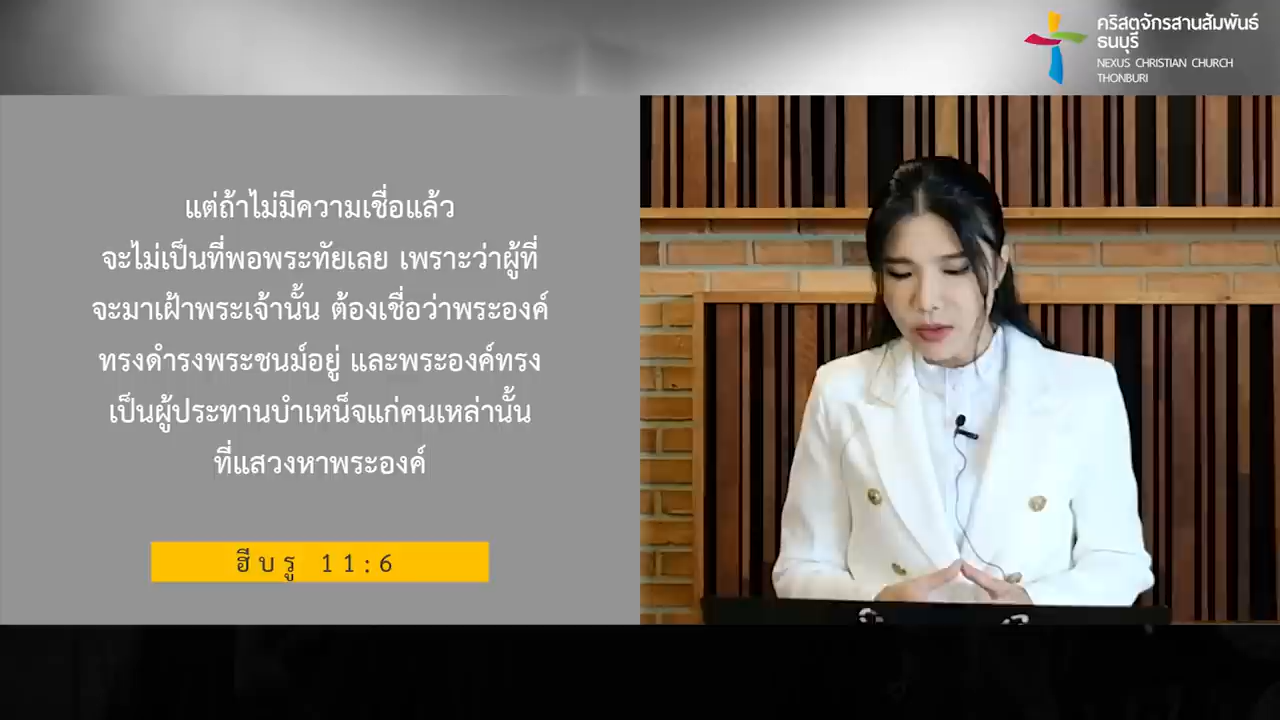 คริสตจักรสานสัมพันธ์
ธนบุรี
NEXUS CHRISTIAN CHURCH
THONBURI
แต่ถ้าไม่มีความเชื่อแล้ว
จะไม่เป็นที่พอพระทัยเลย เพราะว่าผู้ที่
จะมาเฝ้าพระเจ้านั้น ต้องเชื่อว่าพระองค์
ทรงดำรงพระชนม์อยู่ และพระองค์ทรง
เป็นผู้ประทานบำเหน็จแก่คนเหล่านั้น
ที่แสวงหาพระองค์
ฮีบรู 11:6